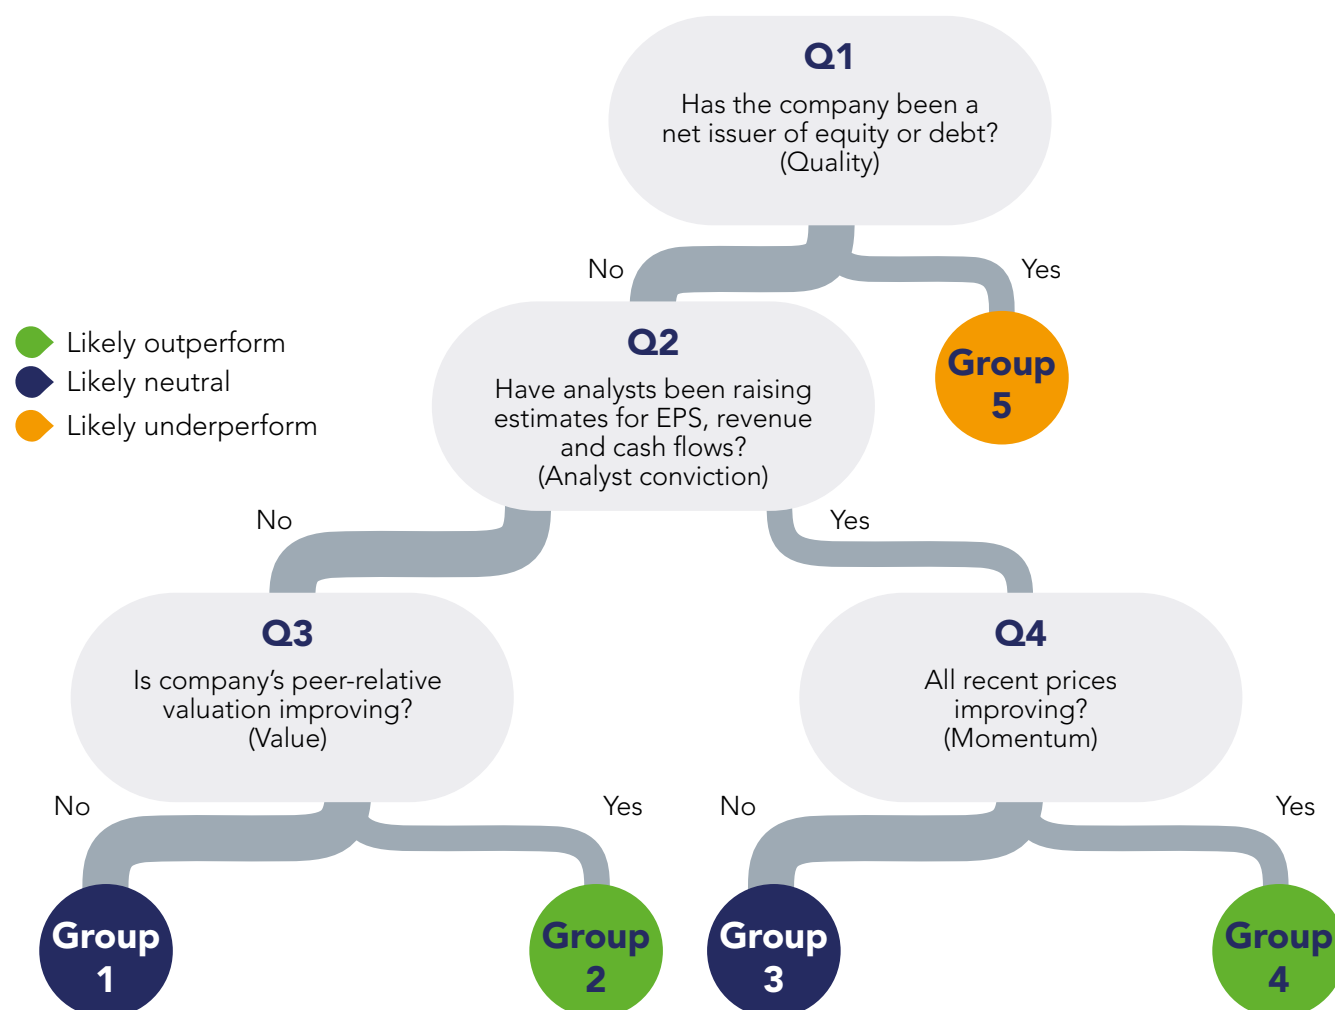 Q1
Has the company been a
net issuer of equity or debt?
(Quality)
No
Yes
Q2
Have analysts been raising
estimates for EPS, revenue
and cash flows?
(Analyst conviction)
Group
5
Likely outperform
Likely neutral
Likely underperform
No
Yes
Q3
Is company’s peer-relative
valuation improving?
(Value)
Q4
All recent prices
improving?
(Momentum)
No
Yes
No
Yes
Group
1
Group
2
Group
3
Group
4